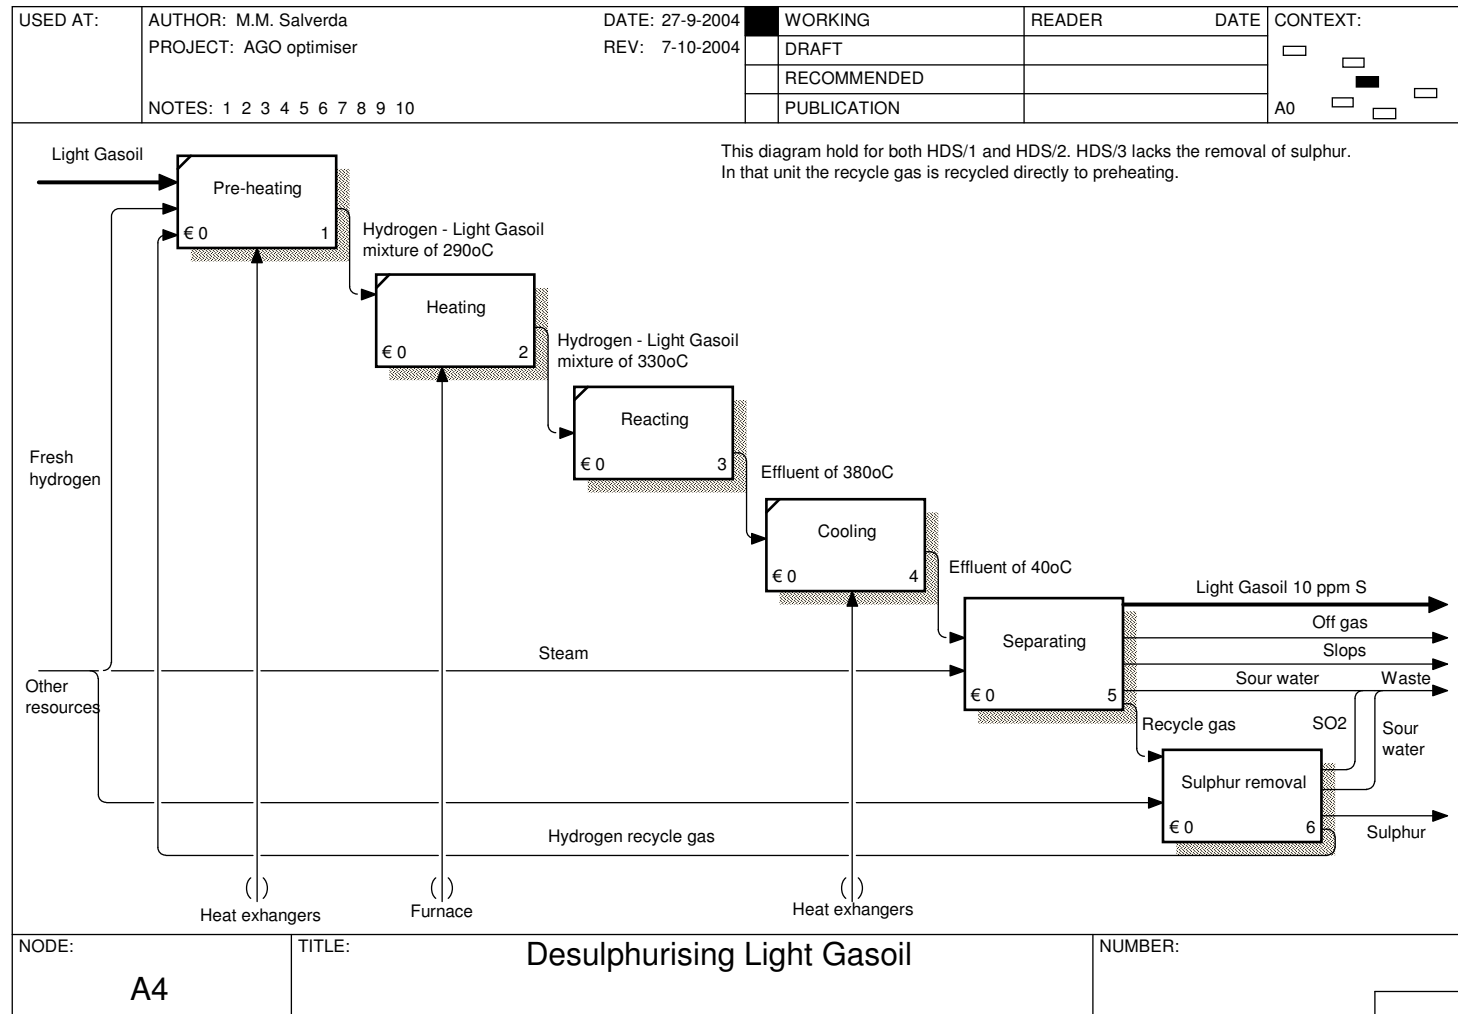 USED AT:
AUTHOR: M.M. Salverda
DATE: 27-9-2004
WORKING
READER
DATE
CONTEXT:
PROJECT: AGO optimiser
REV: 7-10-2004
DRAFT
RECOMMENDED
NOTES: 1 2 3 4 5 6 7 8 9 10
PUBLICATION
A0
This diagram hold for both HDS/1 and HDS/2. HDS/3 lacks the removal of sulphur.
In that unit the recycle gas is recycled directly to preheating.
Light Gasoil
Pre-heating
€ 0
1
Hydrogen - Light Gasoil
mixture of 290oC
Heating
€ 0
2
Hydrogen - Light Gasoil
mixture of 330oC
Reacting
€ 0
3
Fresh
hydrogen
Effluent of 380oC
Cooling
€ 0
4
Effluent of 40oC
Light Gasoil 10 ppm S
Off gas
Separating
Slops
Steam
Sour water
Waste
€ 0
5
Other
resources
Recycle gas
SO2
Sour
water
Sulphur removal
€ 0
6
Sulphur
Hydrogen recycle gas
Heat exhangers
Furnace
Heat exhangers
NODE:
TITLE:
Desulphurising Light Gasoil
NUMBER:
A4